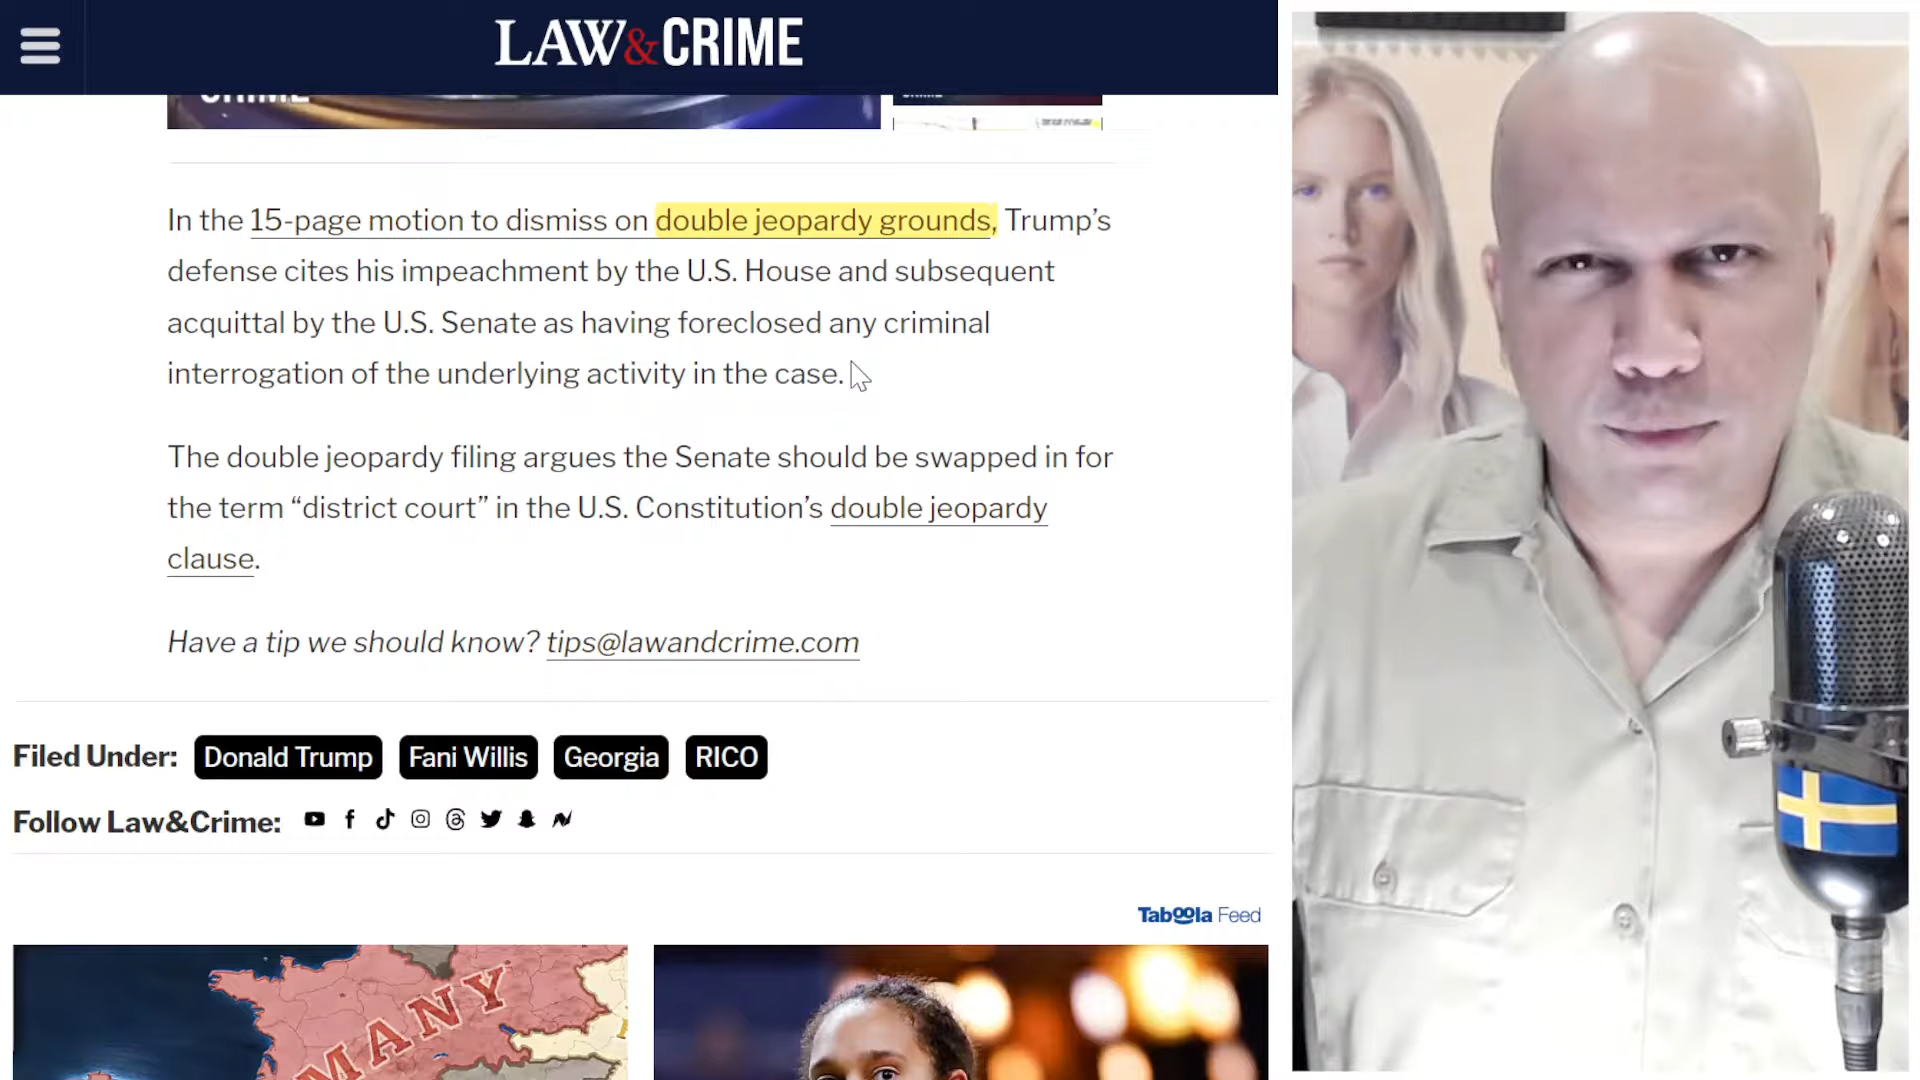 LAW&CRIME
In the 15-page motion to dismiss on double jeopardy grounds, Trump’s
defense cites his impeachment by the U.S. House and subsequent
acquittal by the U.S. Senate as having foreclosed any criminal
interrogation of the underlying activity in the case.
The double jeopardy filing argues the Senate should be swapped in for
the term “district court” in the U.S. Constitution’s double jeopardy
clause.
Have a tip we should know? tips@lawandcrime.com
Filed Under: Donald Trump Fani Willis Georgia RICO
Follow Law&Crime:
Taboola Feed
MANY